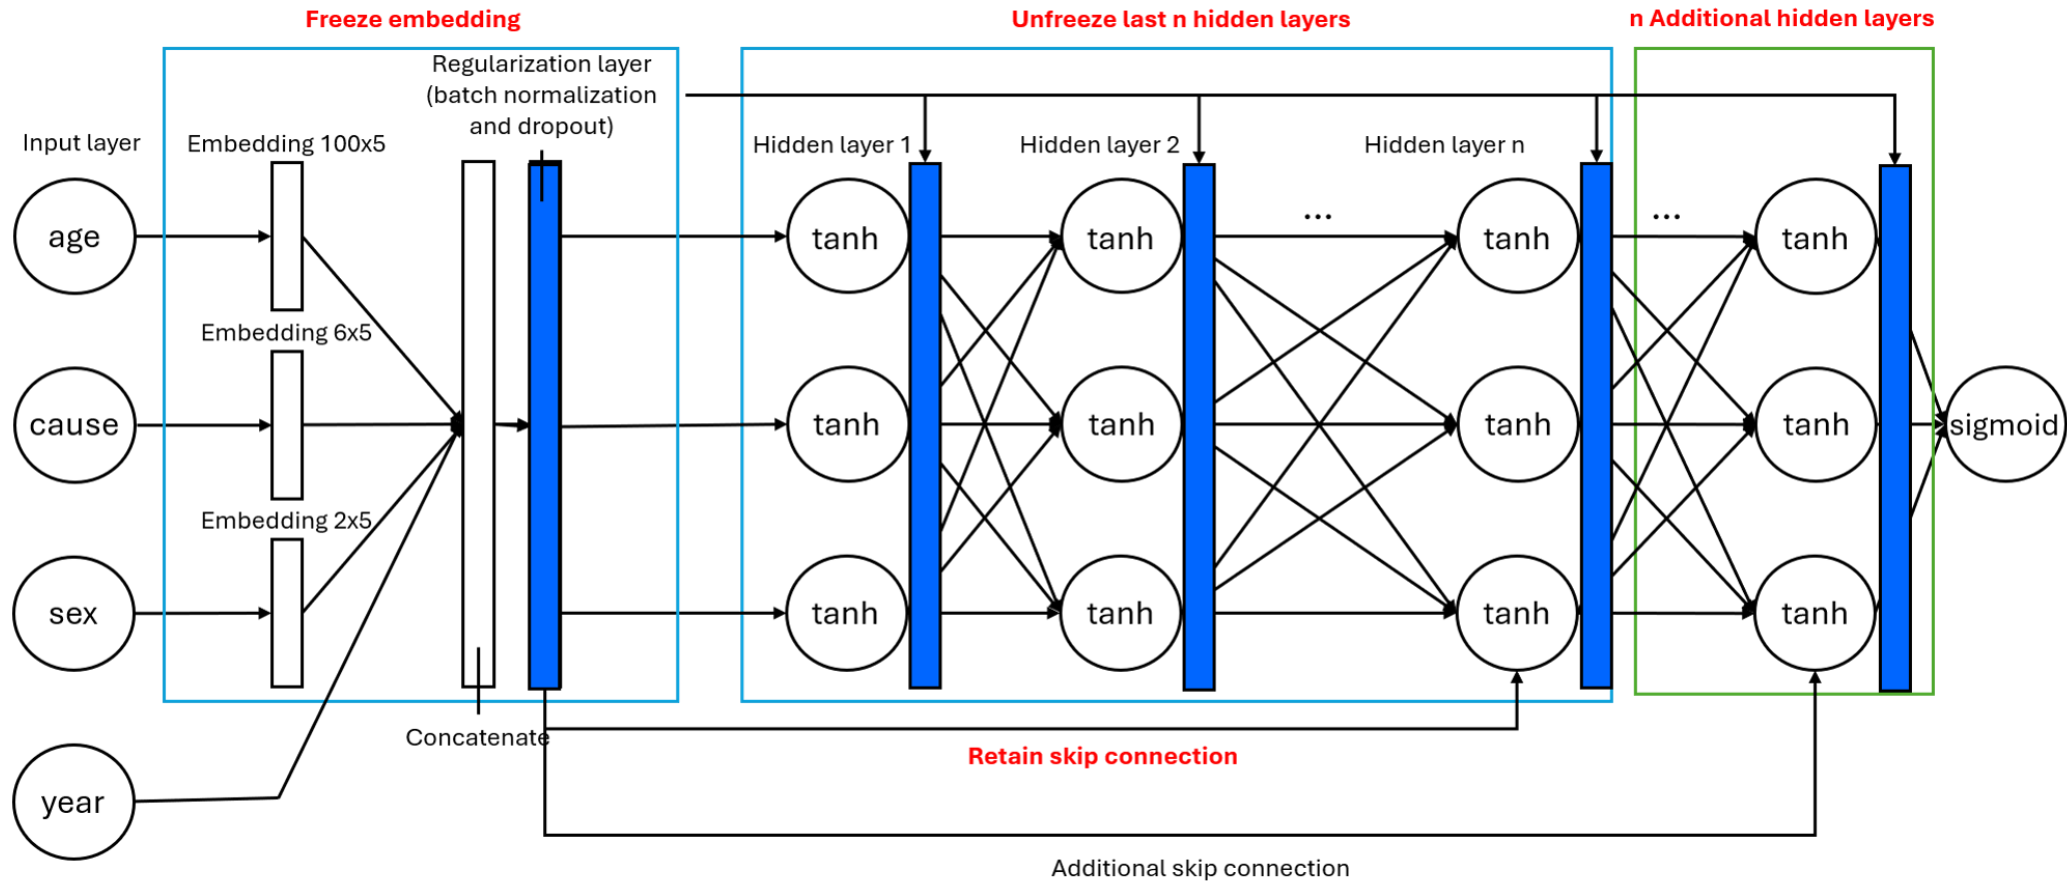 Freeze embedding
Unfreeze last n hidden layers
n Additional hidden layers
Regularization layer
(batch normalization
and dropout)
Input layer
Embedding 100x5
Hidden layer 1
Hidden layer 2
Hidden layer n
...
...
age
tanh
tanh
tanh
tanh
Embedding 6x5
cause
tanh
tanh
tanh
tanh
sigmoid
Embedding 2x5
sex
tanh
tanh
tanh
tanh
Concatenate
Retain skip connection
year
Additional skip connection